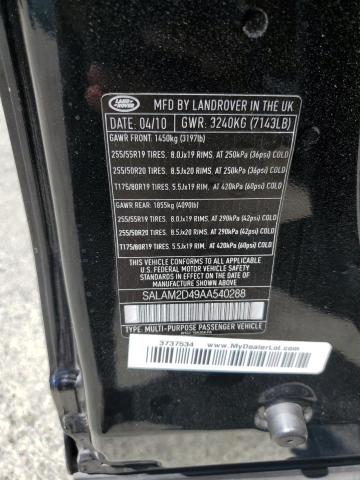 LAND ROVER
MFD BY LANDROVER IN THE UK
DATE: 04/10 GWR: 3240KG (7143LB)
GAWR FRONT: 1450kg (3197lb)
255/55R19 TIRES. 8.0Jx19 RIMS. AT 250kPA (36psi) COLD
255/50R20 TIRES. 8.5Jx20 RIMS. AT 250kPA (36psi) COLD
T175/80R19 TIRES. 5.5Jx19 RIMS. AT 420kPA (60psi) COLD
GAWR REAR: 1855kg (4090lb)
255/55R19 TIRES. 8.0Jx19 RIMS AT 290kPA (42psi) COLD
255/50R20 TIRES. 8.5Jx20 RIMS. AT 290kPA (42psi) COLD
T175/80R19 TIRES. 5.5Jx19 RIMS, AT 420kPA (60psi) COLD
THIS VEHICLE CONFORMS TO ALL APPLICABLE
U.S. FEDERAL MOTOR VEHICLE SAFETY
AND THEFT PREVENTION STANDARDS IN
EFFECT ON THE DATE OF MANUFACTURE
SHOWN ABOVE.
SALAM2D49AA540288
TYPE: MULTI-PURPOSE PASSENGER VEHICLE
3737534 www.MyDealerLot.com